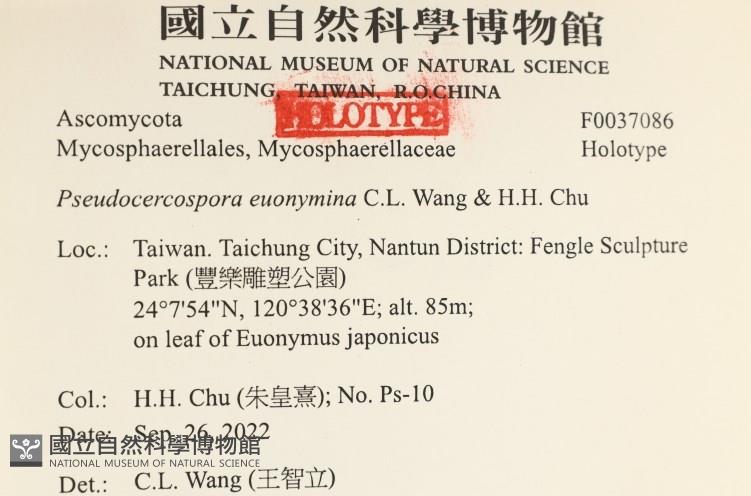 國立自然科學博物館
NATIONAL MUSEUM OF NATURAL SCIENCE
TAICHUNG, TAIWAN, R.O.CHINA
HOLOTYPE
Ascomycota F0037086
Mycosphaerellales, Mycosphaerellaceae Holotype
Pseudocercospora euonymina C.L. Wang & H.H. Chu
Loc.: Taiwan. Taichung City, Nantun District: Fengle Sculpture
Park (豐樂雕塑公園)
24°7'54"N, 120°38'36"E; alt. 85m;
on leaf of Euonymus japonicus
Col.: H.H. Chu (朱皇熹); No. Ps-10
Date: Sep. 26, 2022
國立自然科學博物館
NATIONAL MUSEUM OF NATURAL SCIENCE
Det.: C.L. Wang (王智立)